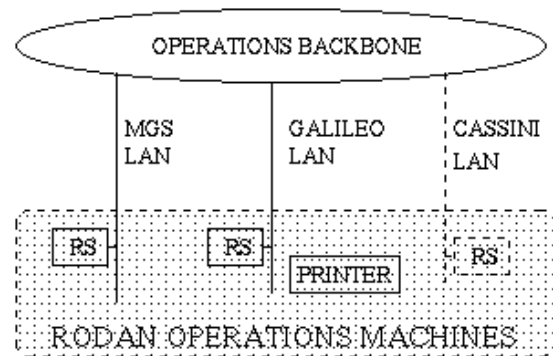 OPERATIONS BACKBONE
MGS
LAN
GALILEO
LAN
CASSINI
LAN
RS
RS
RS
PRINTER
RODAN OPERATIONS MACHINES